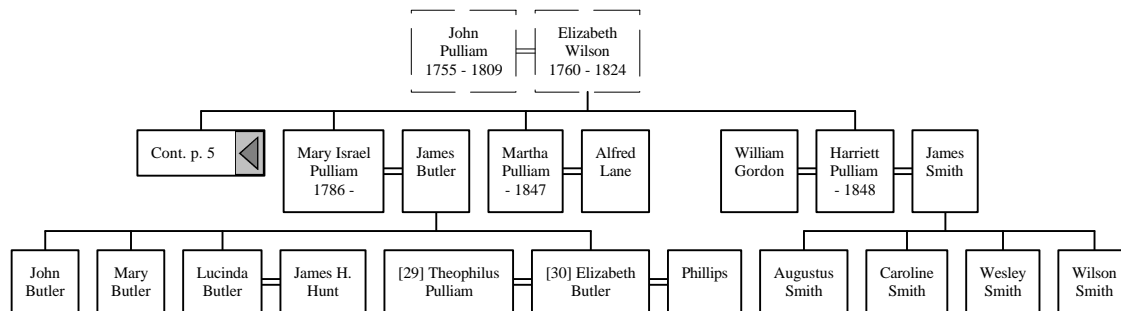 John
Pulliam
1755 - 1809
Elizabeth
Wilson
1760 - 1824
Cont. p. 5
Mary Israel
Pulliam
1786 -
James
Butler
Martha
Pulliam
- 1847
Alfred
Lane
William
Gordon
Harriett
Pulliam
- 1848
James
Smith
John
Butler
Mary
Butler
Lucinda
Butler
James H.
Hunt
[29] Theophilus
Pulliam
[30] Elizabeth
Butler
Phillips
Augustus
Smith
Caroline
Smith
Wesley
Smith
Wilson
Smith